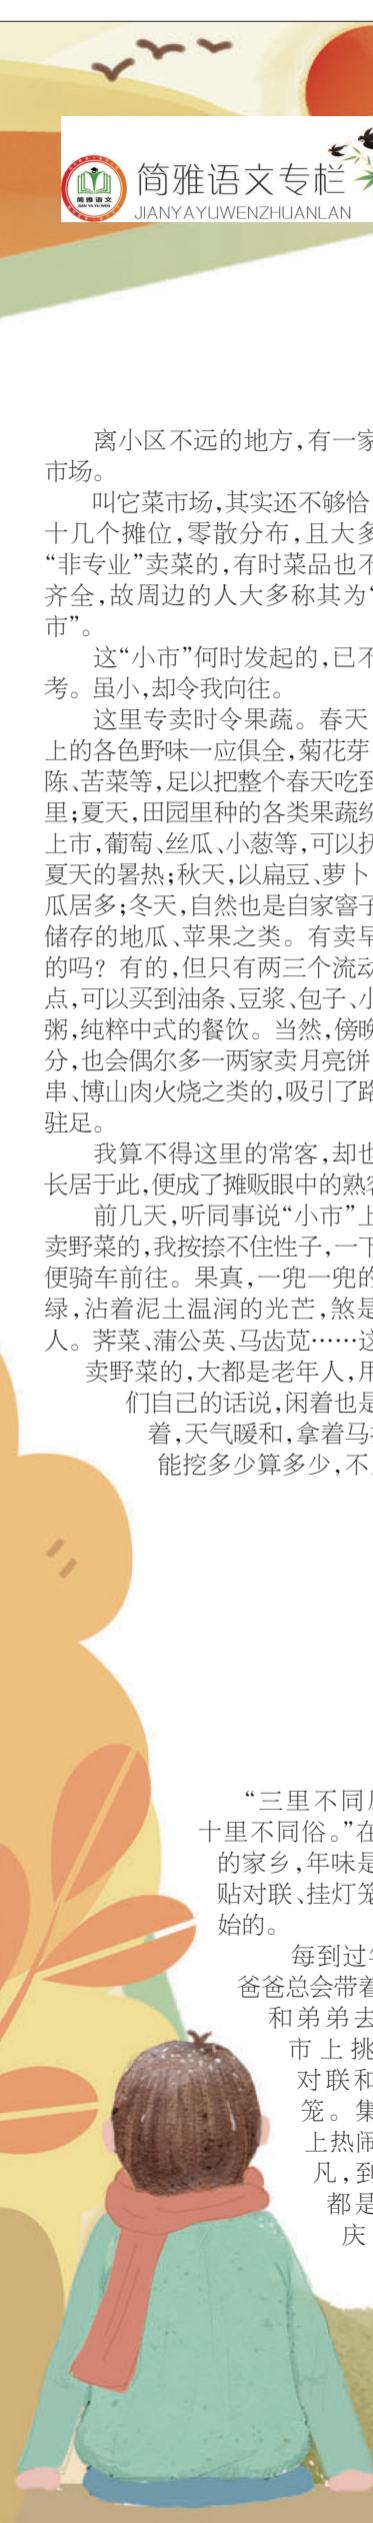 简雅语文专栏
JIANYAYUWENZHUANLAN
简雅语文
JIAN YA YU WEN
离小区不远的地方，有一家
市场。
叫它菜市场，其实还不够恰
十几个摊位，零散分布，且大多
“非专业”卖菜的，有时菜品也不
齐全，故周边的人大多称其为“
市”。
这“小市”何时发起的，已不
考。虽小，却令我向往。
这里专卖时令果蔬。春天
上的各色野味一应俱全，菊花芽
陈、苦菜等，足以把整个春天吃到
里；夏天，田园里种的各类果蔬纷
上市，葡萄、丝瓜、小葱等，可以抚
夏天的暑热；秋天，以扁豆、萝卜
瓜居多；冬天，自然也是自家窖子
储存的地瓜、苹果之类。有卖早
的吗？有的，但只有两三个流动
点，可以买到油条、豆浆、包子、小
粥，纯粹中式的餐饮。当然，傍晚
分，也会偶尔多一两家卖月亮饼
串、博山肉火烧之类的，吸引了路
驻足。
我算不得这里的常客，却也
长居于此，便成了摊贩眼中的熟客
前几天，听同事说“小市”上
卖野菜的，我按捺不住性子，一下
便骑车前往。果真，一兜一兜的
绿，沾着泥土温润的光芒，煞是
人。荠菜、蒲公英、马齿苋……这
卖野菜的，大都是老年人，用
们自己的话说，闲着也是
着，天气暖和，拿着马扎
能挖多少算多少，不
“三里不同风
十里不同俗。”在
的家乡，年味是
贴对联、挂灯笼
始的。
每到过年
爸爸总会带着
和弟弟去
市上挑
对联和
笼。集
上热闹
凡，到
都是
庆